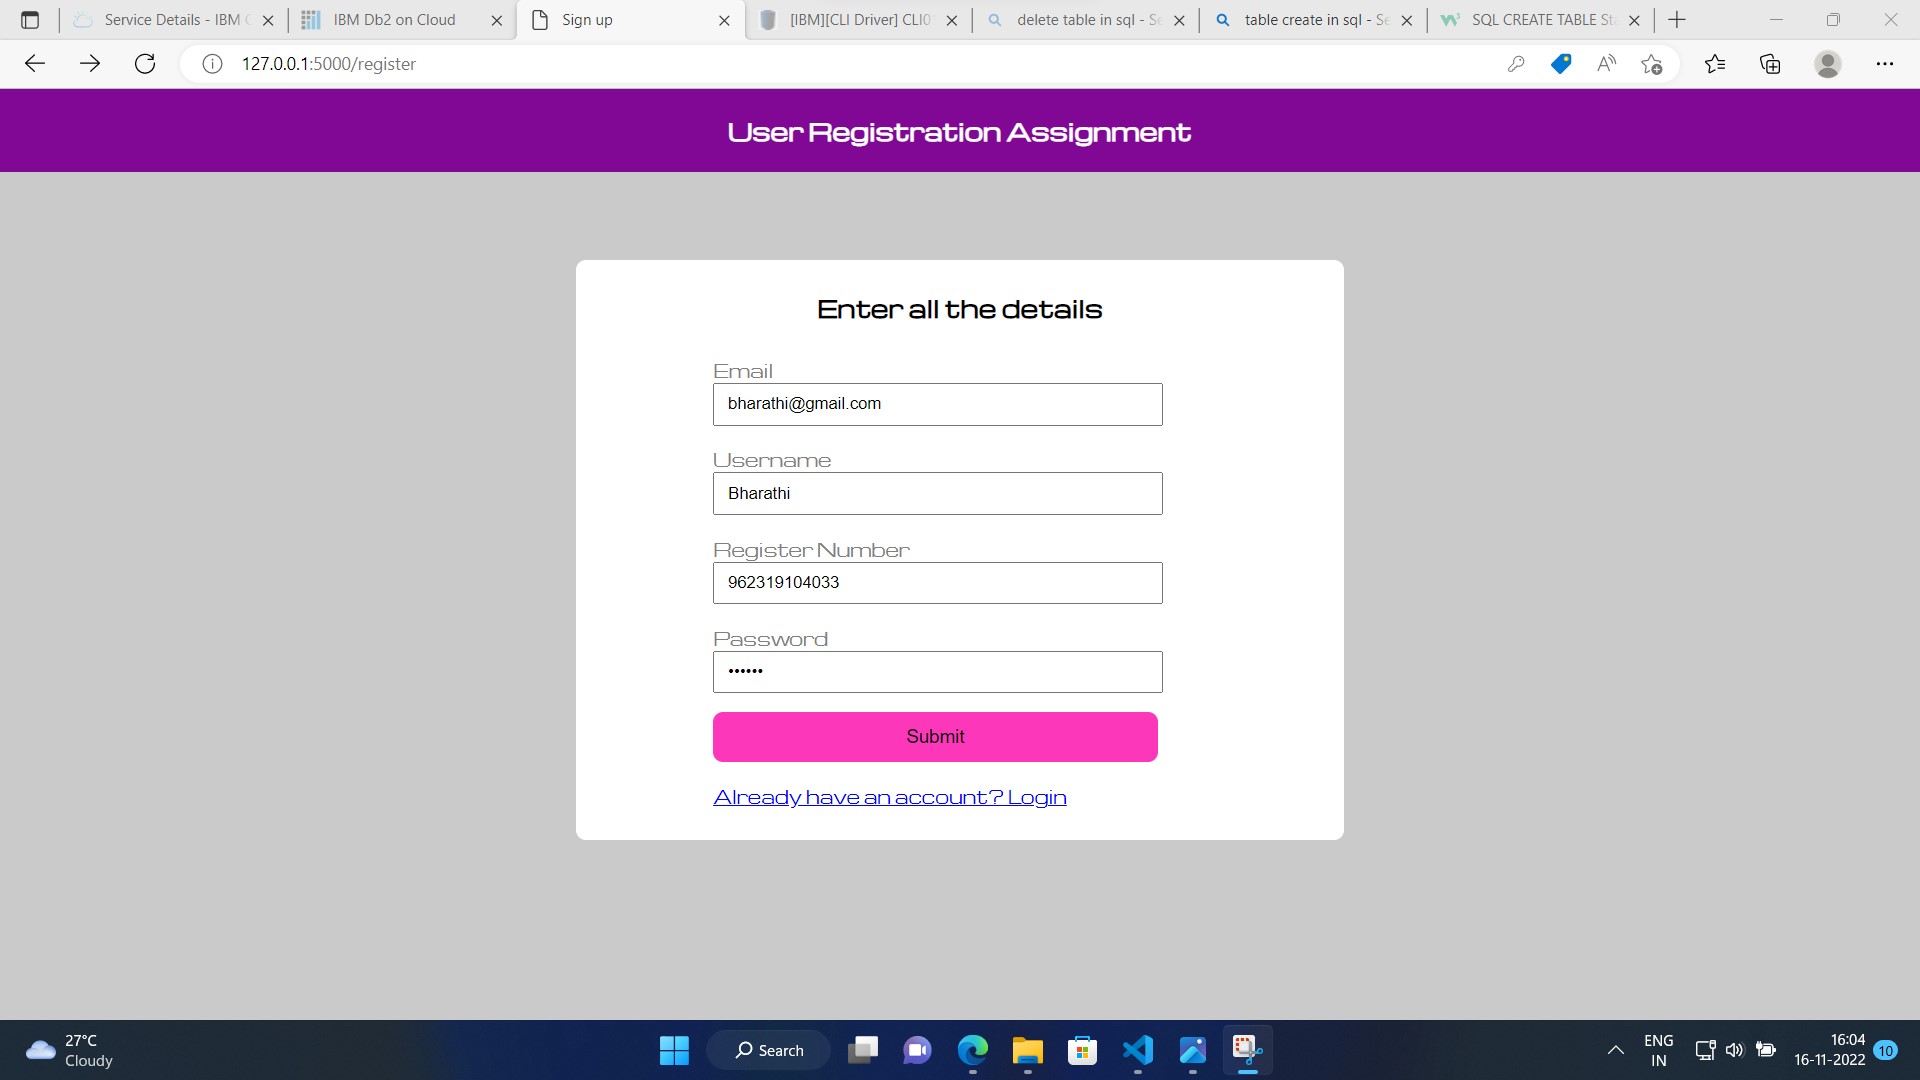 Service Details - IBM C
IBM Db2 on Cloud
Sign up
[IBM][CLI Driver] CLI0
delete table in sql - Se
table create in sql - Se
SQL CREATE TABLE Sta
127.0.0.1:5000/register
User Registration Assignment
Enter all the details
Email
bharathi@gmail.com
Username
Bharathi
Register Number
962319104033
Password
••••••
Submit
Already have an account? Login
27°C
Cloudy
Search
ENG
IN
16:04
16-11-2022
10